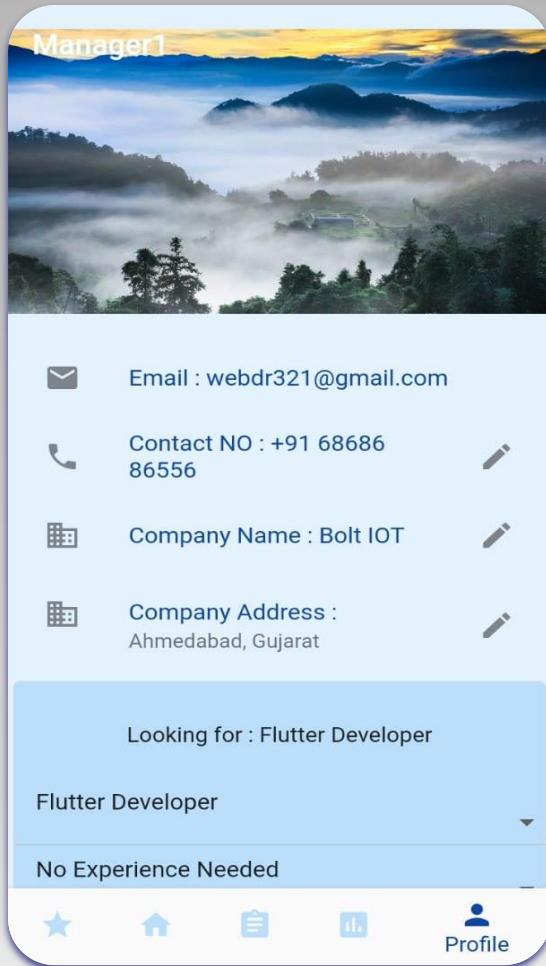 Manager1
Email : webdr321@gmail.com
Contact NO : +91 68686
86556
Company Name : Bolt IOT
Company Address :
Ahmedabad, Gujarat
Looking for : Flutter Developer
Flutter Developer
No Experience Needed
Profile